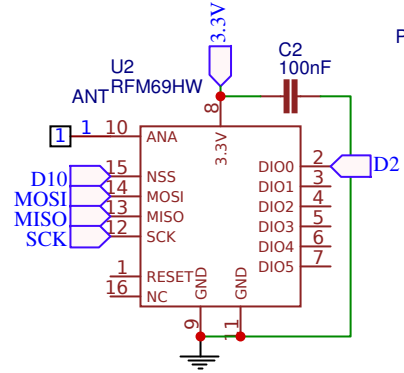 3.3V
P
U2
RFM69HW
C2
100nF
ANT
1
1
10
ANA
8
3.3V
D10
15
NSS
MOSI
14
MOSI
MISO
13
MISO
SCK
12
SCK
1
RESET
16
NC
DIO0
2
D2
DIO1
3
DIO2
4
DIO3
5
DIO4
6
DIO5
7
GND
GND
9
11